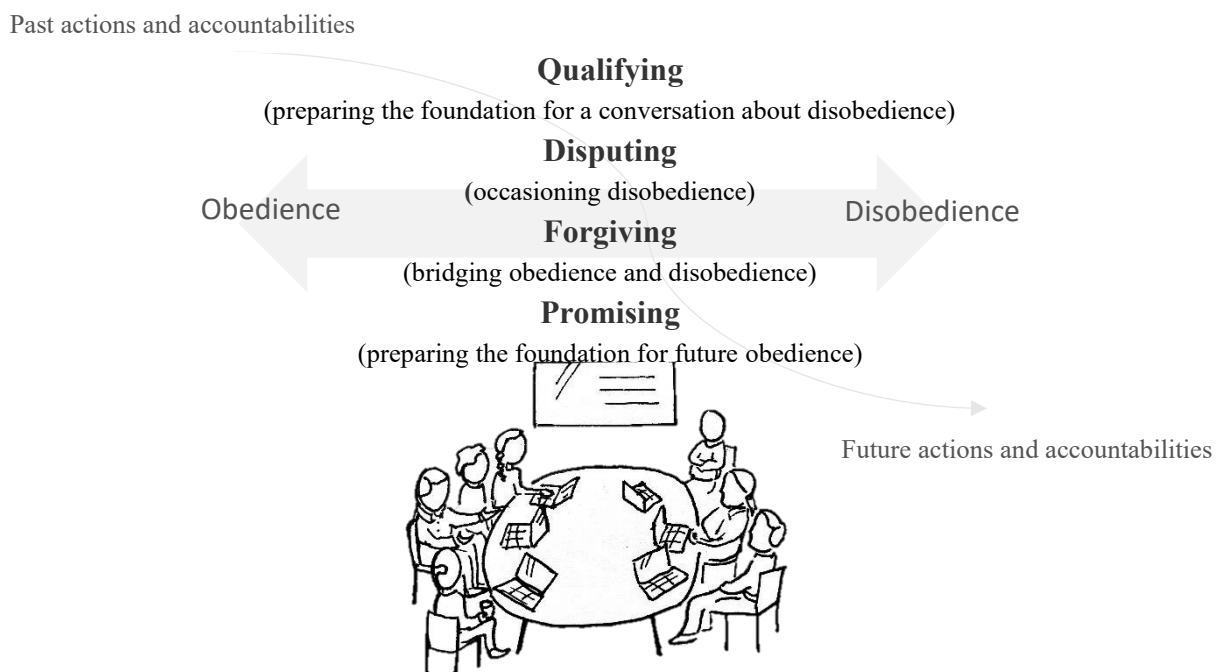 Past actions and accountabilities
Qualifying
(preparing the foundation for a conversation about disobedience)
Disputing
(occasioning disobedience)
Obedience
Disobedience
Forgiving
(bridging obedience and disobedience)
Promising
(preparing the foundation for future obedience)
Future actions and accountabilities